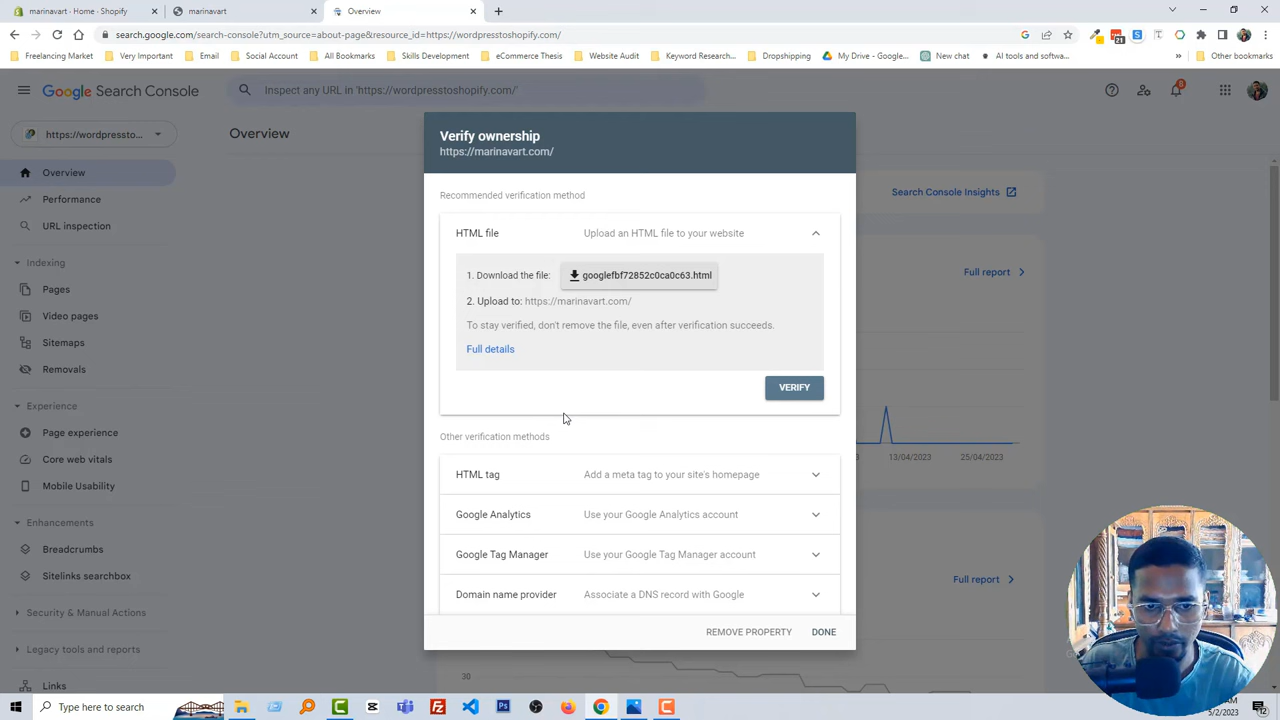 marinavart · Home · Shopify
marinavart
Overview
search.google.com/search-console?utm_source=about-page&resource_id=https://wordpresstoshopify.com/
Freelancing Market
Very Important
Email
Social Account
Skills Development
eCommerce Thesis
Website Audit
Keyword Research...
Dropshipping
My Drive - Google...
New chat
AI tools and softwa...
»
Other bookmarks
21
Google Search Console
Inspect any URL in 'https://wordpresstoshopify.com/'
8
https://wordpressto...
Overview
Overview
Performance
URL inspection
Indexing
Pages
Video pages
Sitemaps
Removals
Experience
Page experience
Core web vitals
Mobile Usability
Enhancements
Breadcrumbs
Sitelinks searchbox
Security & Manual Actions
Legacy tools and reports
Links
Search Console Insights
Full report
13/04/2023
25/04/2023
Full report
30
Verify ownership
https://marinavart.com/
Recommended verification method
HTML file
Upload an HTML file to your website
1. Download the file:
googlefbf72852c0ca0c63.html
2. Upload to: https://marinavart.com/
To stay verified, don't remove the file, even after verification succeeds.
Full details
VERIFY
Other verification methods
HTML tag
Add a meta tag to your site's homepage
Google Analytics
Use your Google Analytics account
Google Tag Manager
Use your Google Tag Manager account
Domain name provider
Associate a DNS record with Google
REMOVE PROPERTY
DONE
Type here to search
5/2/2023
12